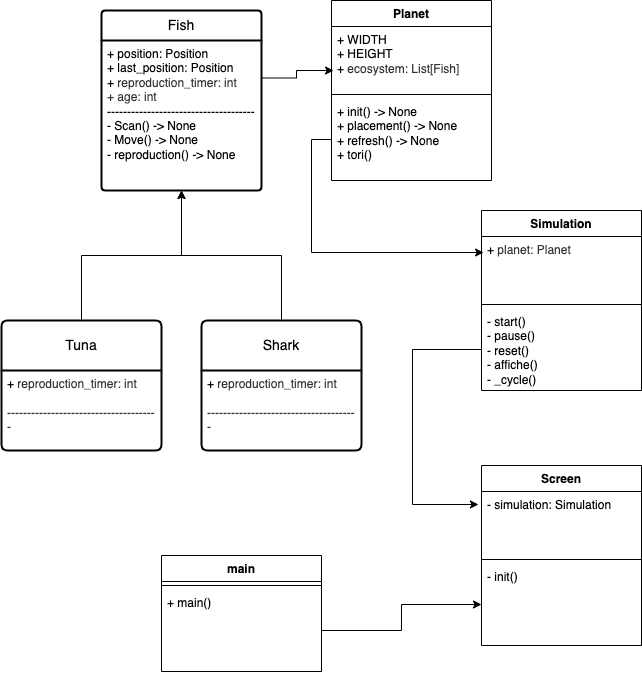 Fish
+ position: Position
+ last_position: Position
+ reproduction_timer: int
+ age: int
-------------------------------------
- Scan() -> None
- Move() -> None
- reproduction() -> None
Planet
+ WIDTH
+ HEIGHT
+ ecosystem: List[Fish]
+ init() -> None
+ placement() -> None
+ refresh() -> None
+ tori()
Simulation
+ planet: Planet
- start()
- pause()
- reset()
- affiche()
- _cycle()
Tuna
+ reproduction_timer: int
-------------------------------------
-
Shark
+ reproduction_timer: int
-------------------------------------
-
Screen
- simulation: Simulation
- init()
main
+ main()